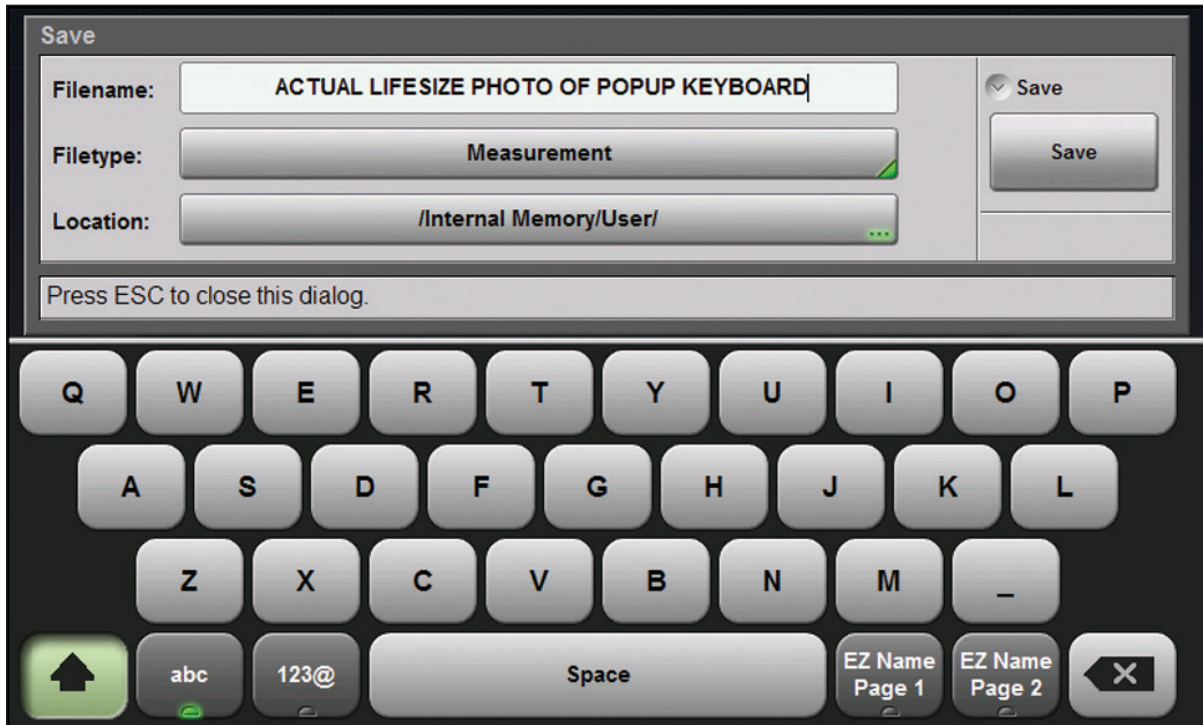 Save
Filename: ACTUAL LIFESIZE PHOTO OF POPUP KEYBOARD
Save
Filetype: Measurement
Save
Location: /Internal Memory/User/
...
Press ESC to close this dialog.
Q W E R T Y U I O P
A S D F G H J K L
Z X C V B N M _
abc 123@ Space EZ Name Page 1 EZ Name Page 2